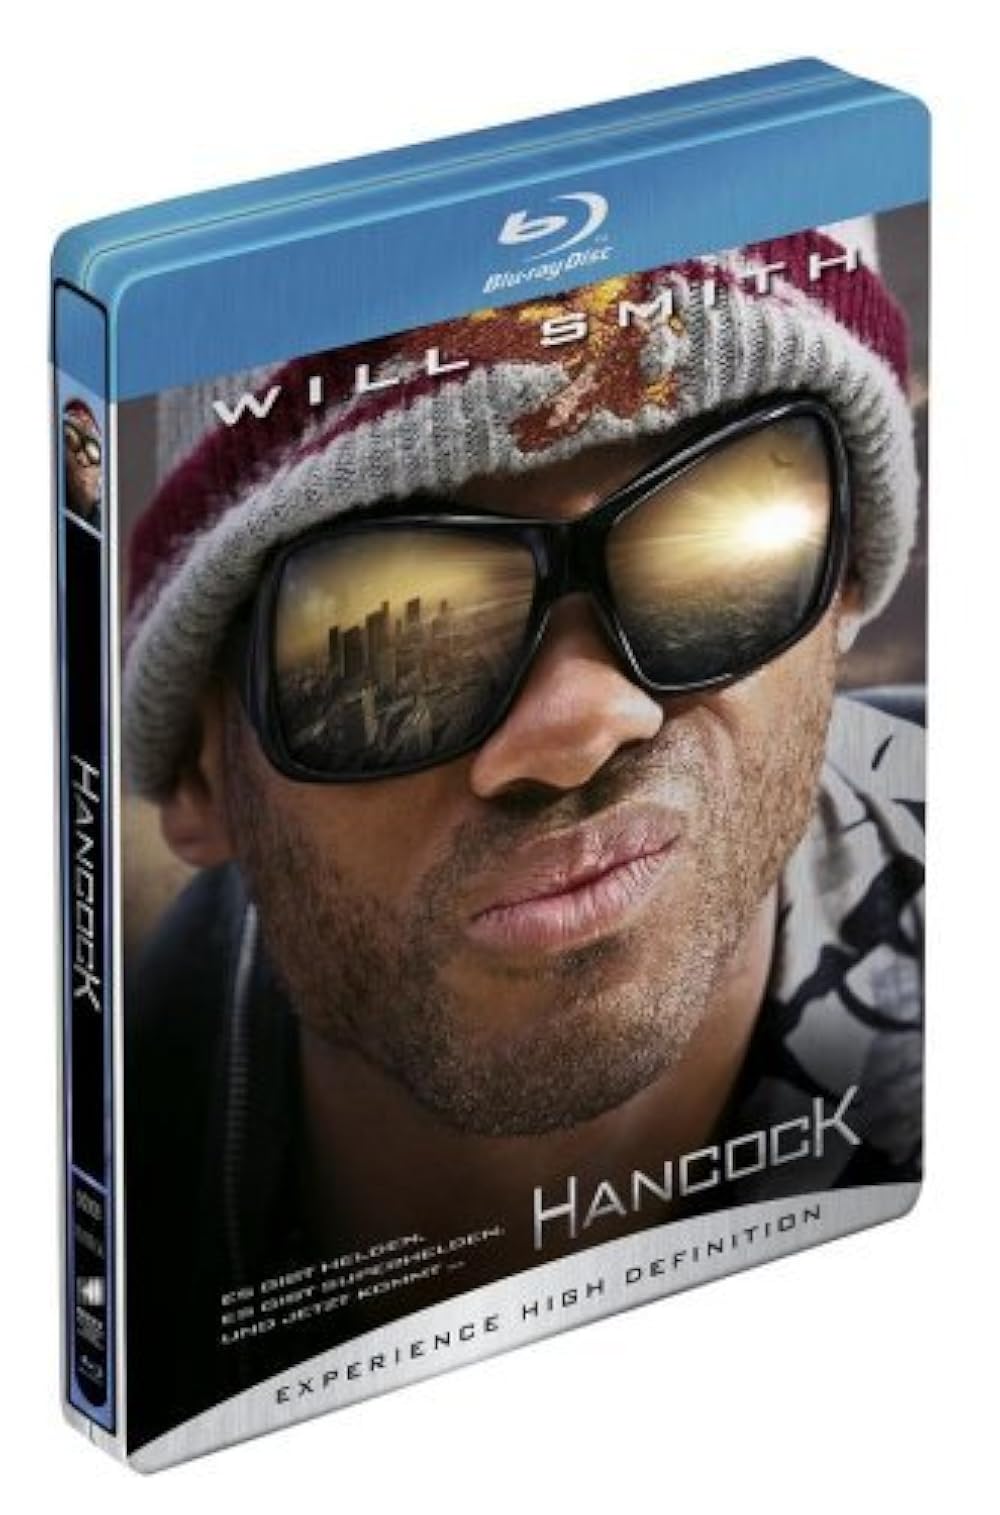 Blu-ray Disc
WILL SMITH
HANCOCK
ES GIBT HELDEN.
ES GIBT SUPERHELDEN.
UND JETZT KOMMT ...
EXPERIENCE HIGH DEFINITION
HANCOCK